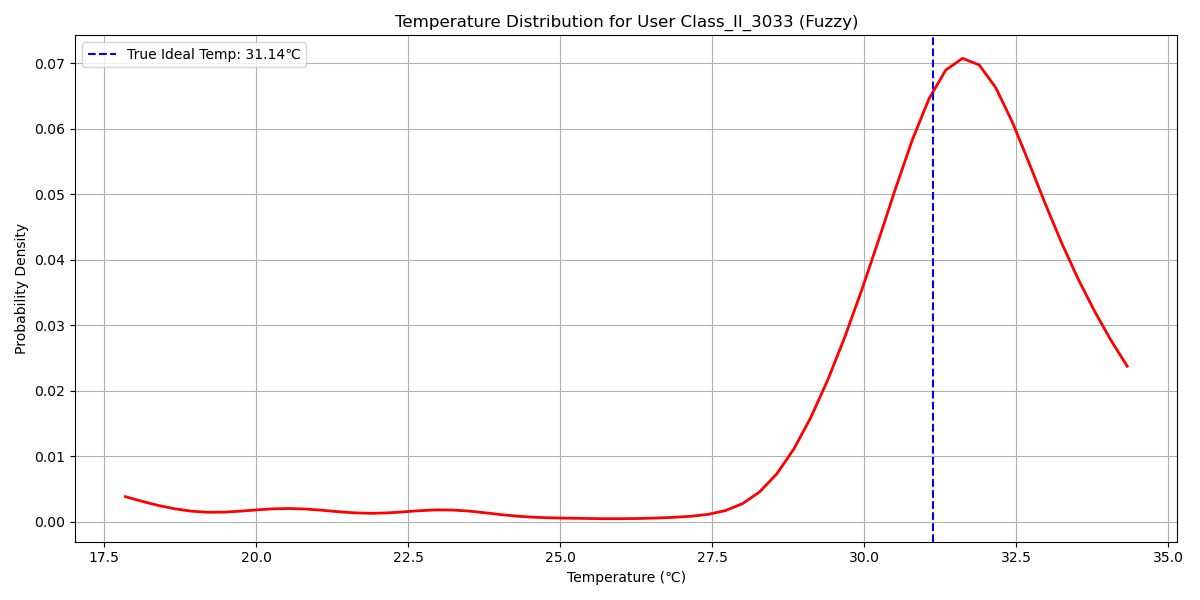 Temperature Distribution for User Class_II_3033 (Fuzzy)
True Ideal Temp: 31.14℃
0.07
0.06
0.05
0.04
0.03
0.02
0.01
0.00
Probability Density
17.5 20.0 22.5 25.0 27.5 30.0 32.5 35.0
Temperature (℃)